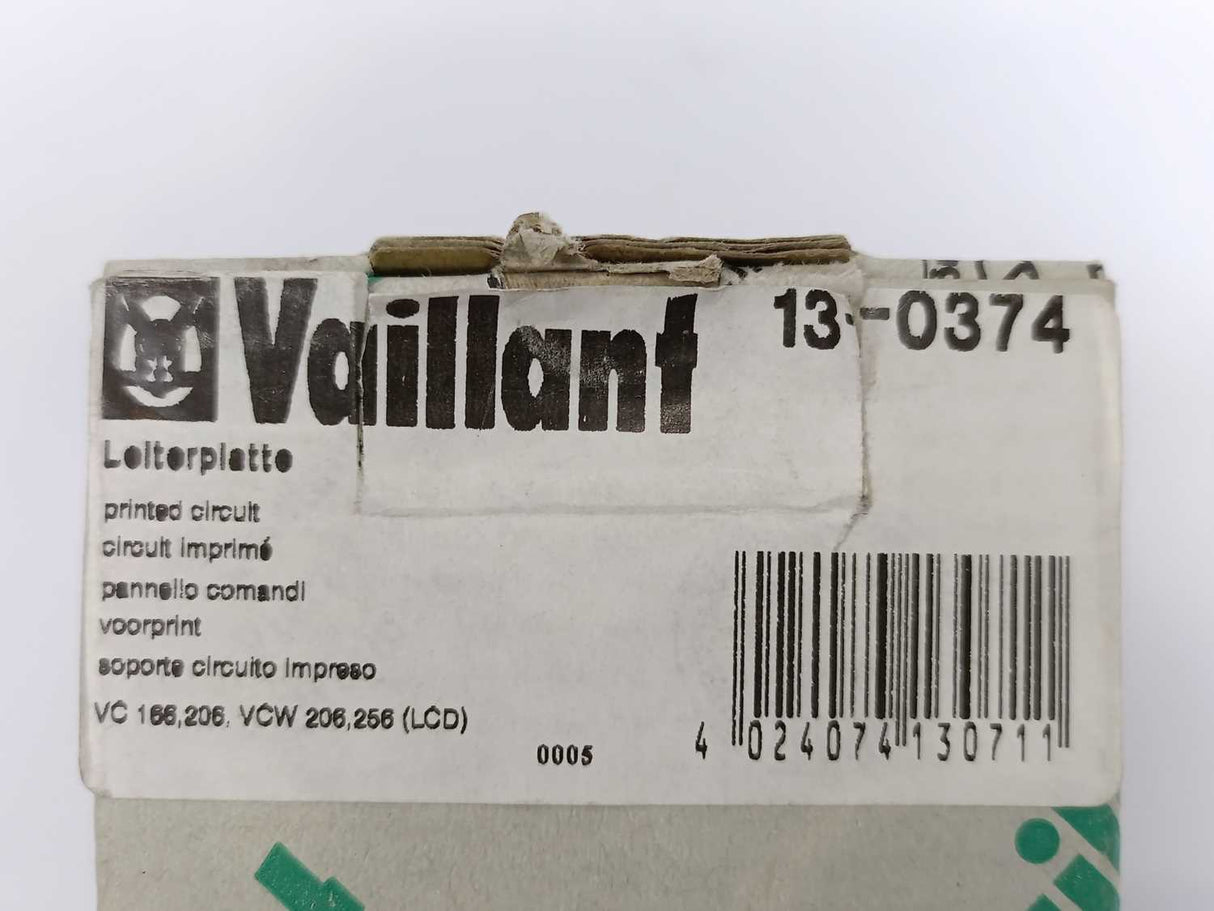 Vaillant 13-0374
Leiterplatte
printed circuit
circuit imprimé
pannello comandi
voorprint
soporte circuito impreso
VC 166,206, VCW 206,256 (LCD)
0005
4 024074 130711